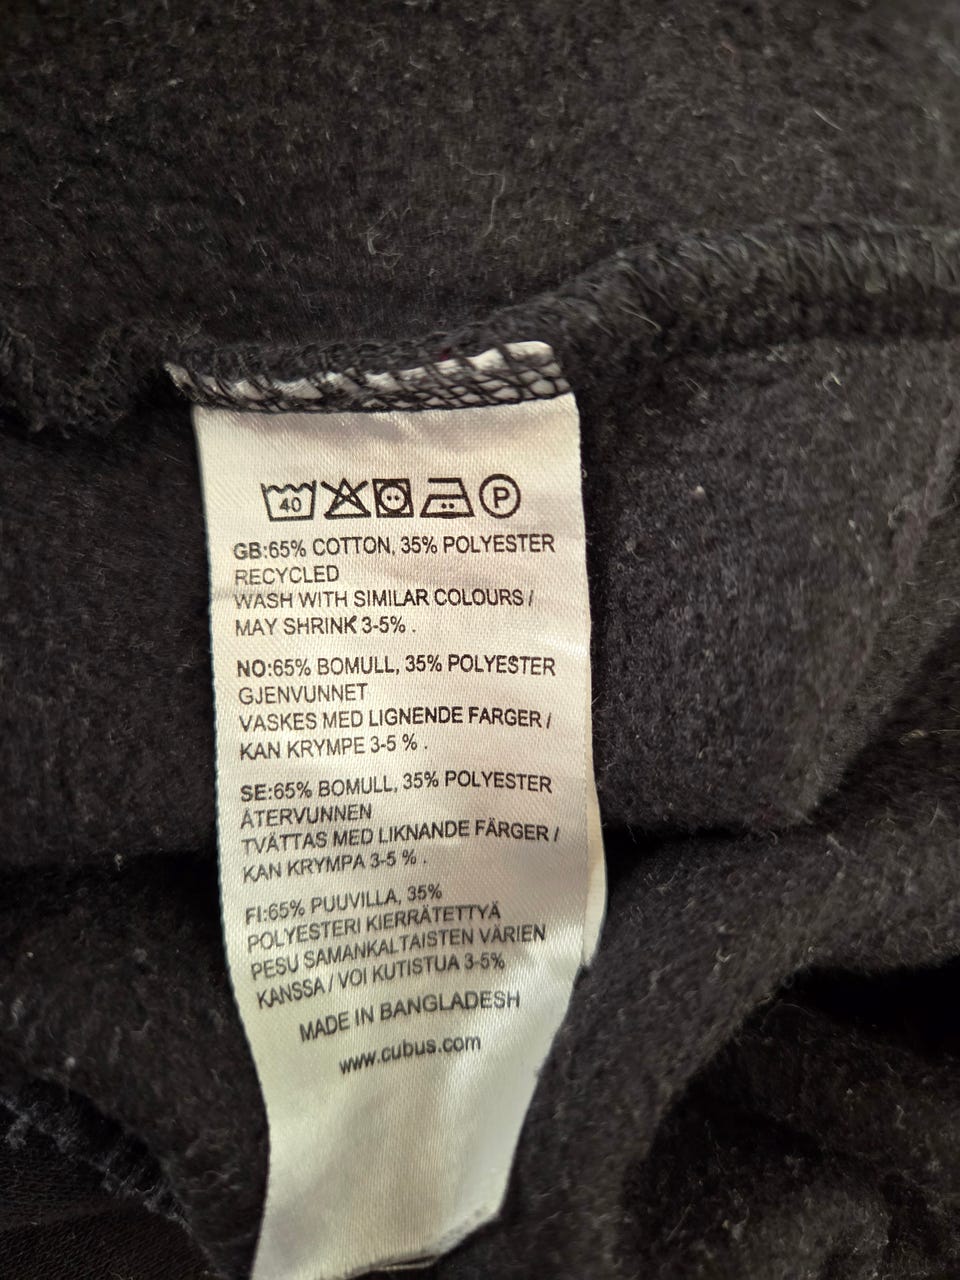 40 P
GB:65% COTTON, 35% POLYESTER
RECYCLED
WASH WITH SIMILAR COLOURS /
MAY SHRINK 3-5% .
NO:65% BOMULL, 35% POLYESTER
GJENVUNNET
VASKES MED LIGNENDE FARGER /
KAN KRYMPE 3-5 % .
SE:65% BOMULL, 35% POLYESTER
ÅTERVUNNEN
TVÄTTAS MED LIKNANDE FÄRGER /
KAN KRYMPA 3-5 % .
FI:65% PUUVILLA, 35%
POLYESTERI KIERRÄTETTYÄ
PESU SAMANKALTAISTEN VÄRIEN
KANSSA / VOI KUTISTUA 3-5%
MADE IN BANGLADESH
www.cubus.com